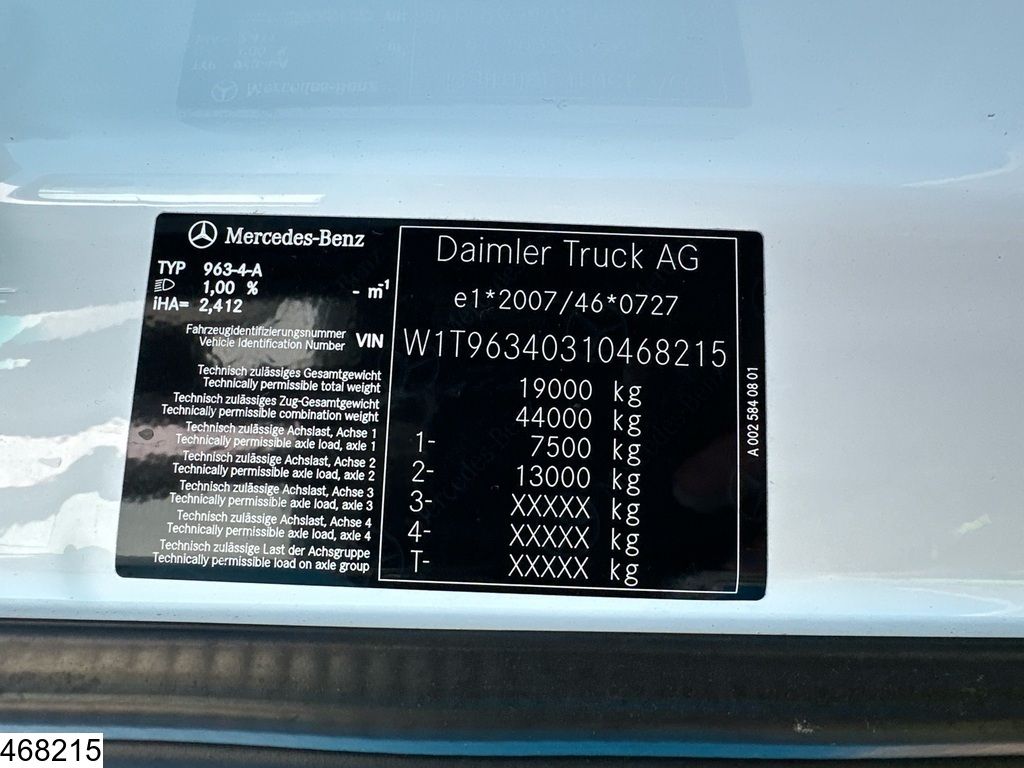 Mercedes-Benz
TYP 963-4-A
1,00 % - m-1
iHA= 2,412
Daimler Truck AG
e1*2007/46*0727
Fahrzeugidentifizierungsnummer
Vehicle Identification Number
VIN W1T96340310468215
Technisch zulässiges Gesamtgewicht
Technically permissible total weight
19000 kg
Technisch zulässiges Zug-Gesamtgewicht
Technically permissible combination weight
44000 kg
Technisch zulässige Achslast, Achse 1
Technically permissible axle load, axle 1
1- 7500 kg
Technisch zulässige Achslast, Achse 2
Technically permissible axle load, axle 2
2- 13000 kg
Technisch zulässige Achslast, Achse 3
Technically permissible axle load, axle 3
3- XXXXX kg
Technisch zulässige Achslast, Achse 4
Technically permissible axle load, axle 4
4- XXXXX kg
Technisch zulässige Last der Achsgruppe
Technically permissible load on axle group
T- XXXXX kg
A 002 584 08 01
468215